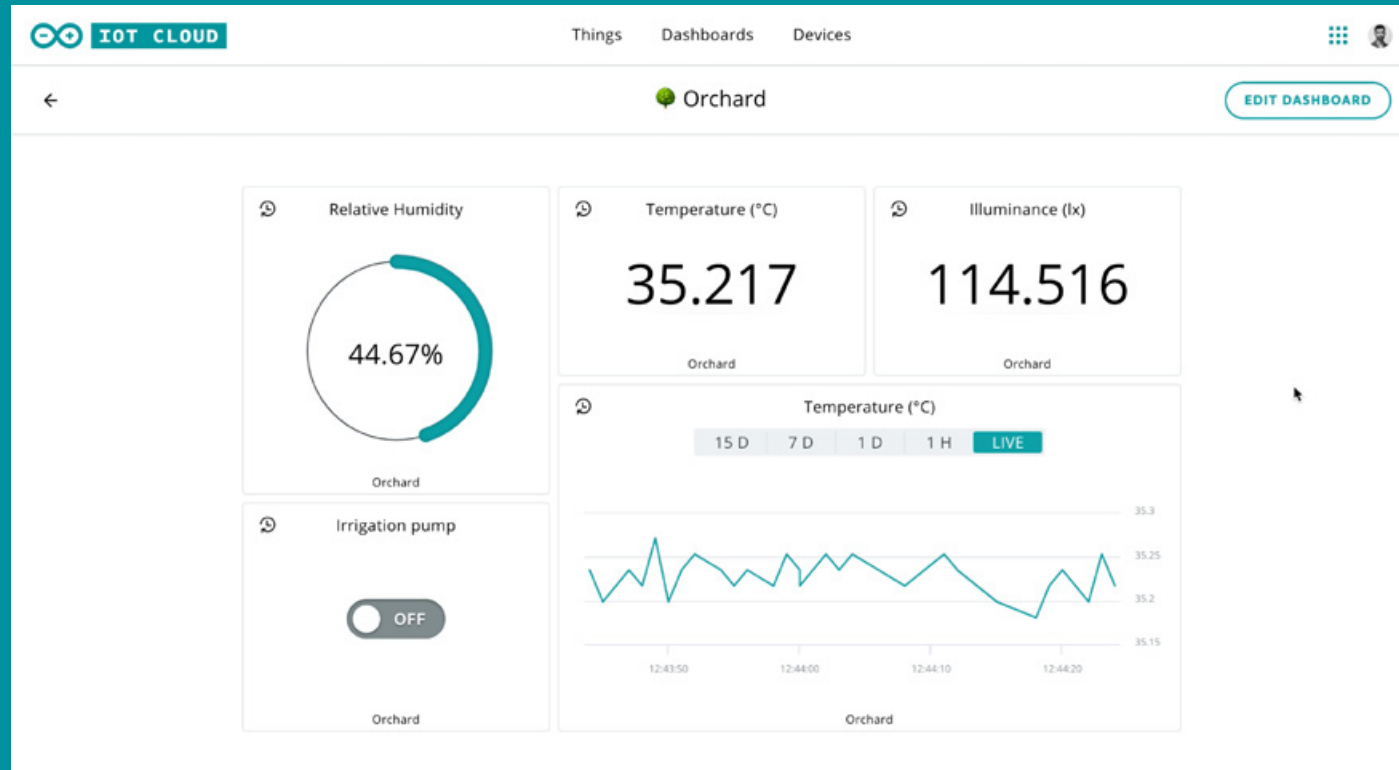 IOT CLOUD
Things Dashboards Devices
Orchard
EDIT DASHBOARD
Relative Humidity
44.67%
Orchard
Temperature (°C)
35.217
Orchard
Illuminance (lx)
114.516
Orchard
Irrigation pump
OFF
Orchard
Temperature (°C)
15 D 7 D 1 D 1 H LIVE
35.3
35.25
35.2
35.15
12:43:50 12:44:00 12:44:10 12:44:20
Orchard